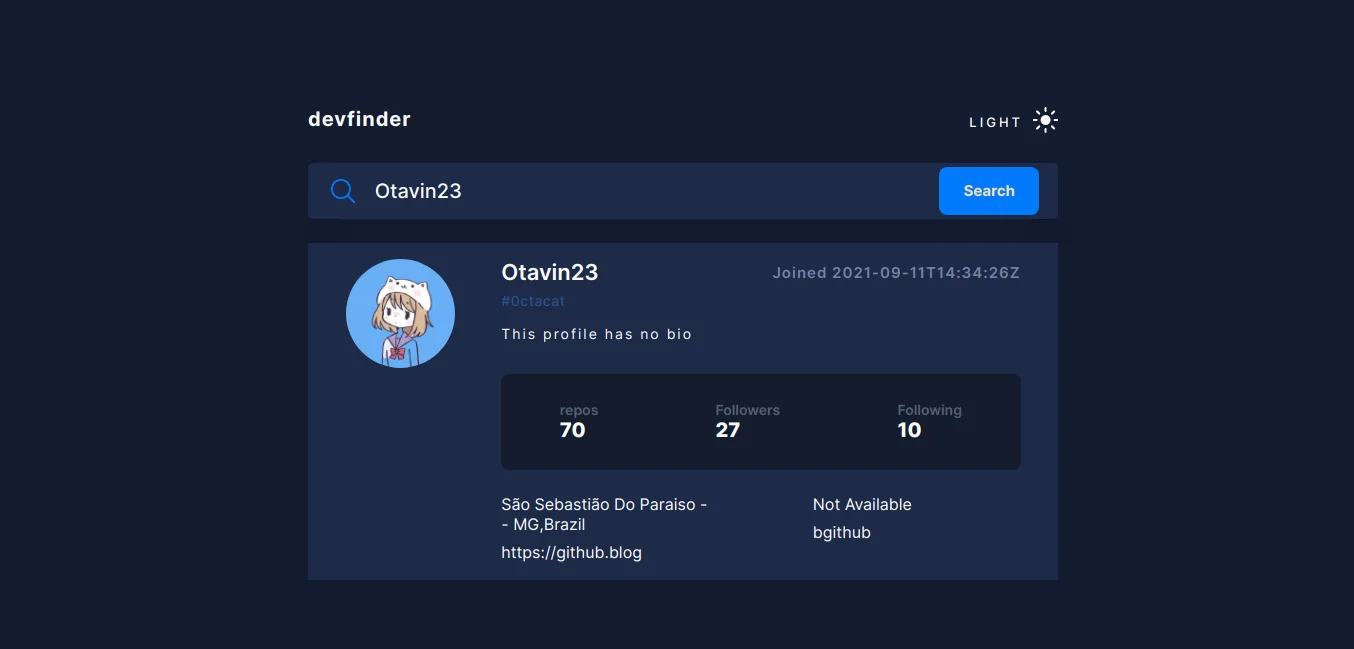 devfinder
LIGHT
Otavin23
Search
Otavin23
Joined 2021-09-11T14:34:26Z
#0ctacat
This profile has no bio
repos
70
Followers
27
Following
10
São Sebastião Do Paraiso -
- MG,Brazil
https://github.blog
Not Available
bgithub